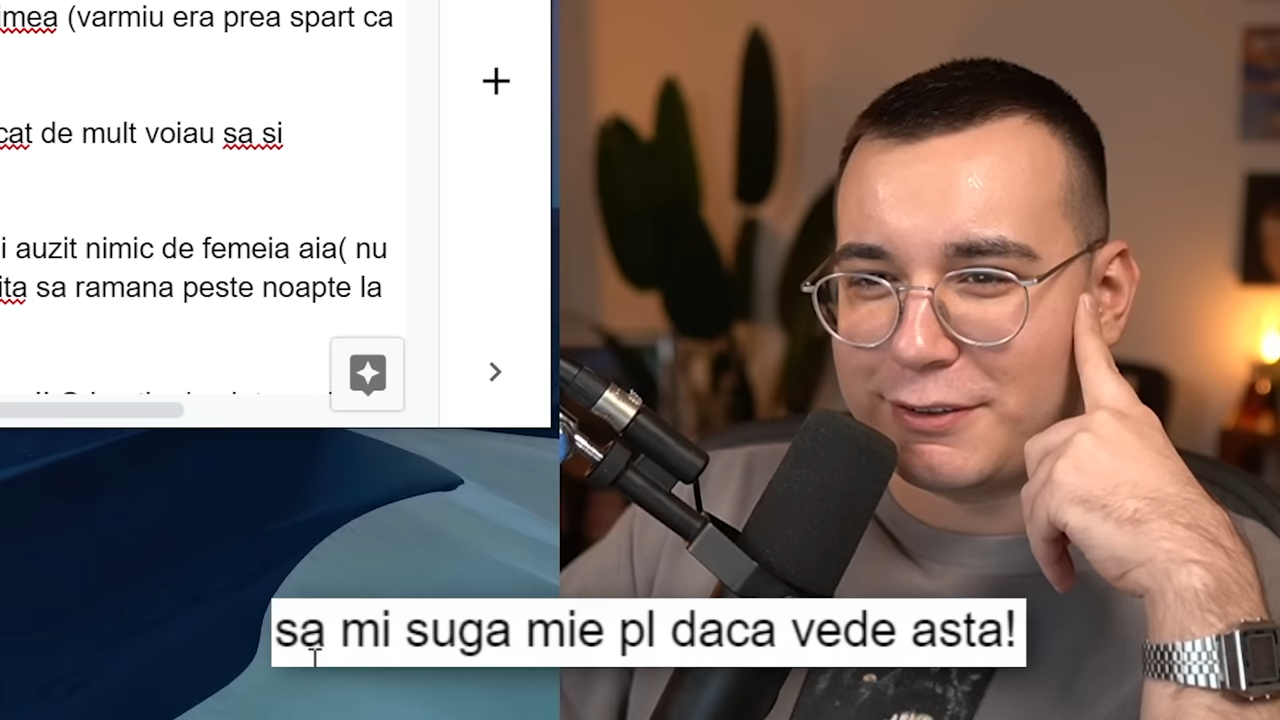 imea (varmiu era prea spart ca
cat de mult voiau sa si
i auzit nimic de femeia aia( nu
ita sa ramana peste noapte la
sa mi suga mie pl daca vede asta!